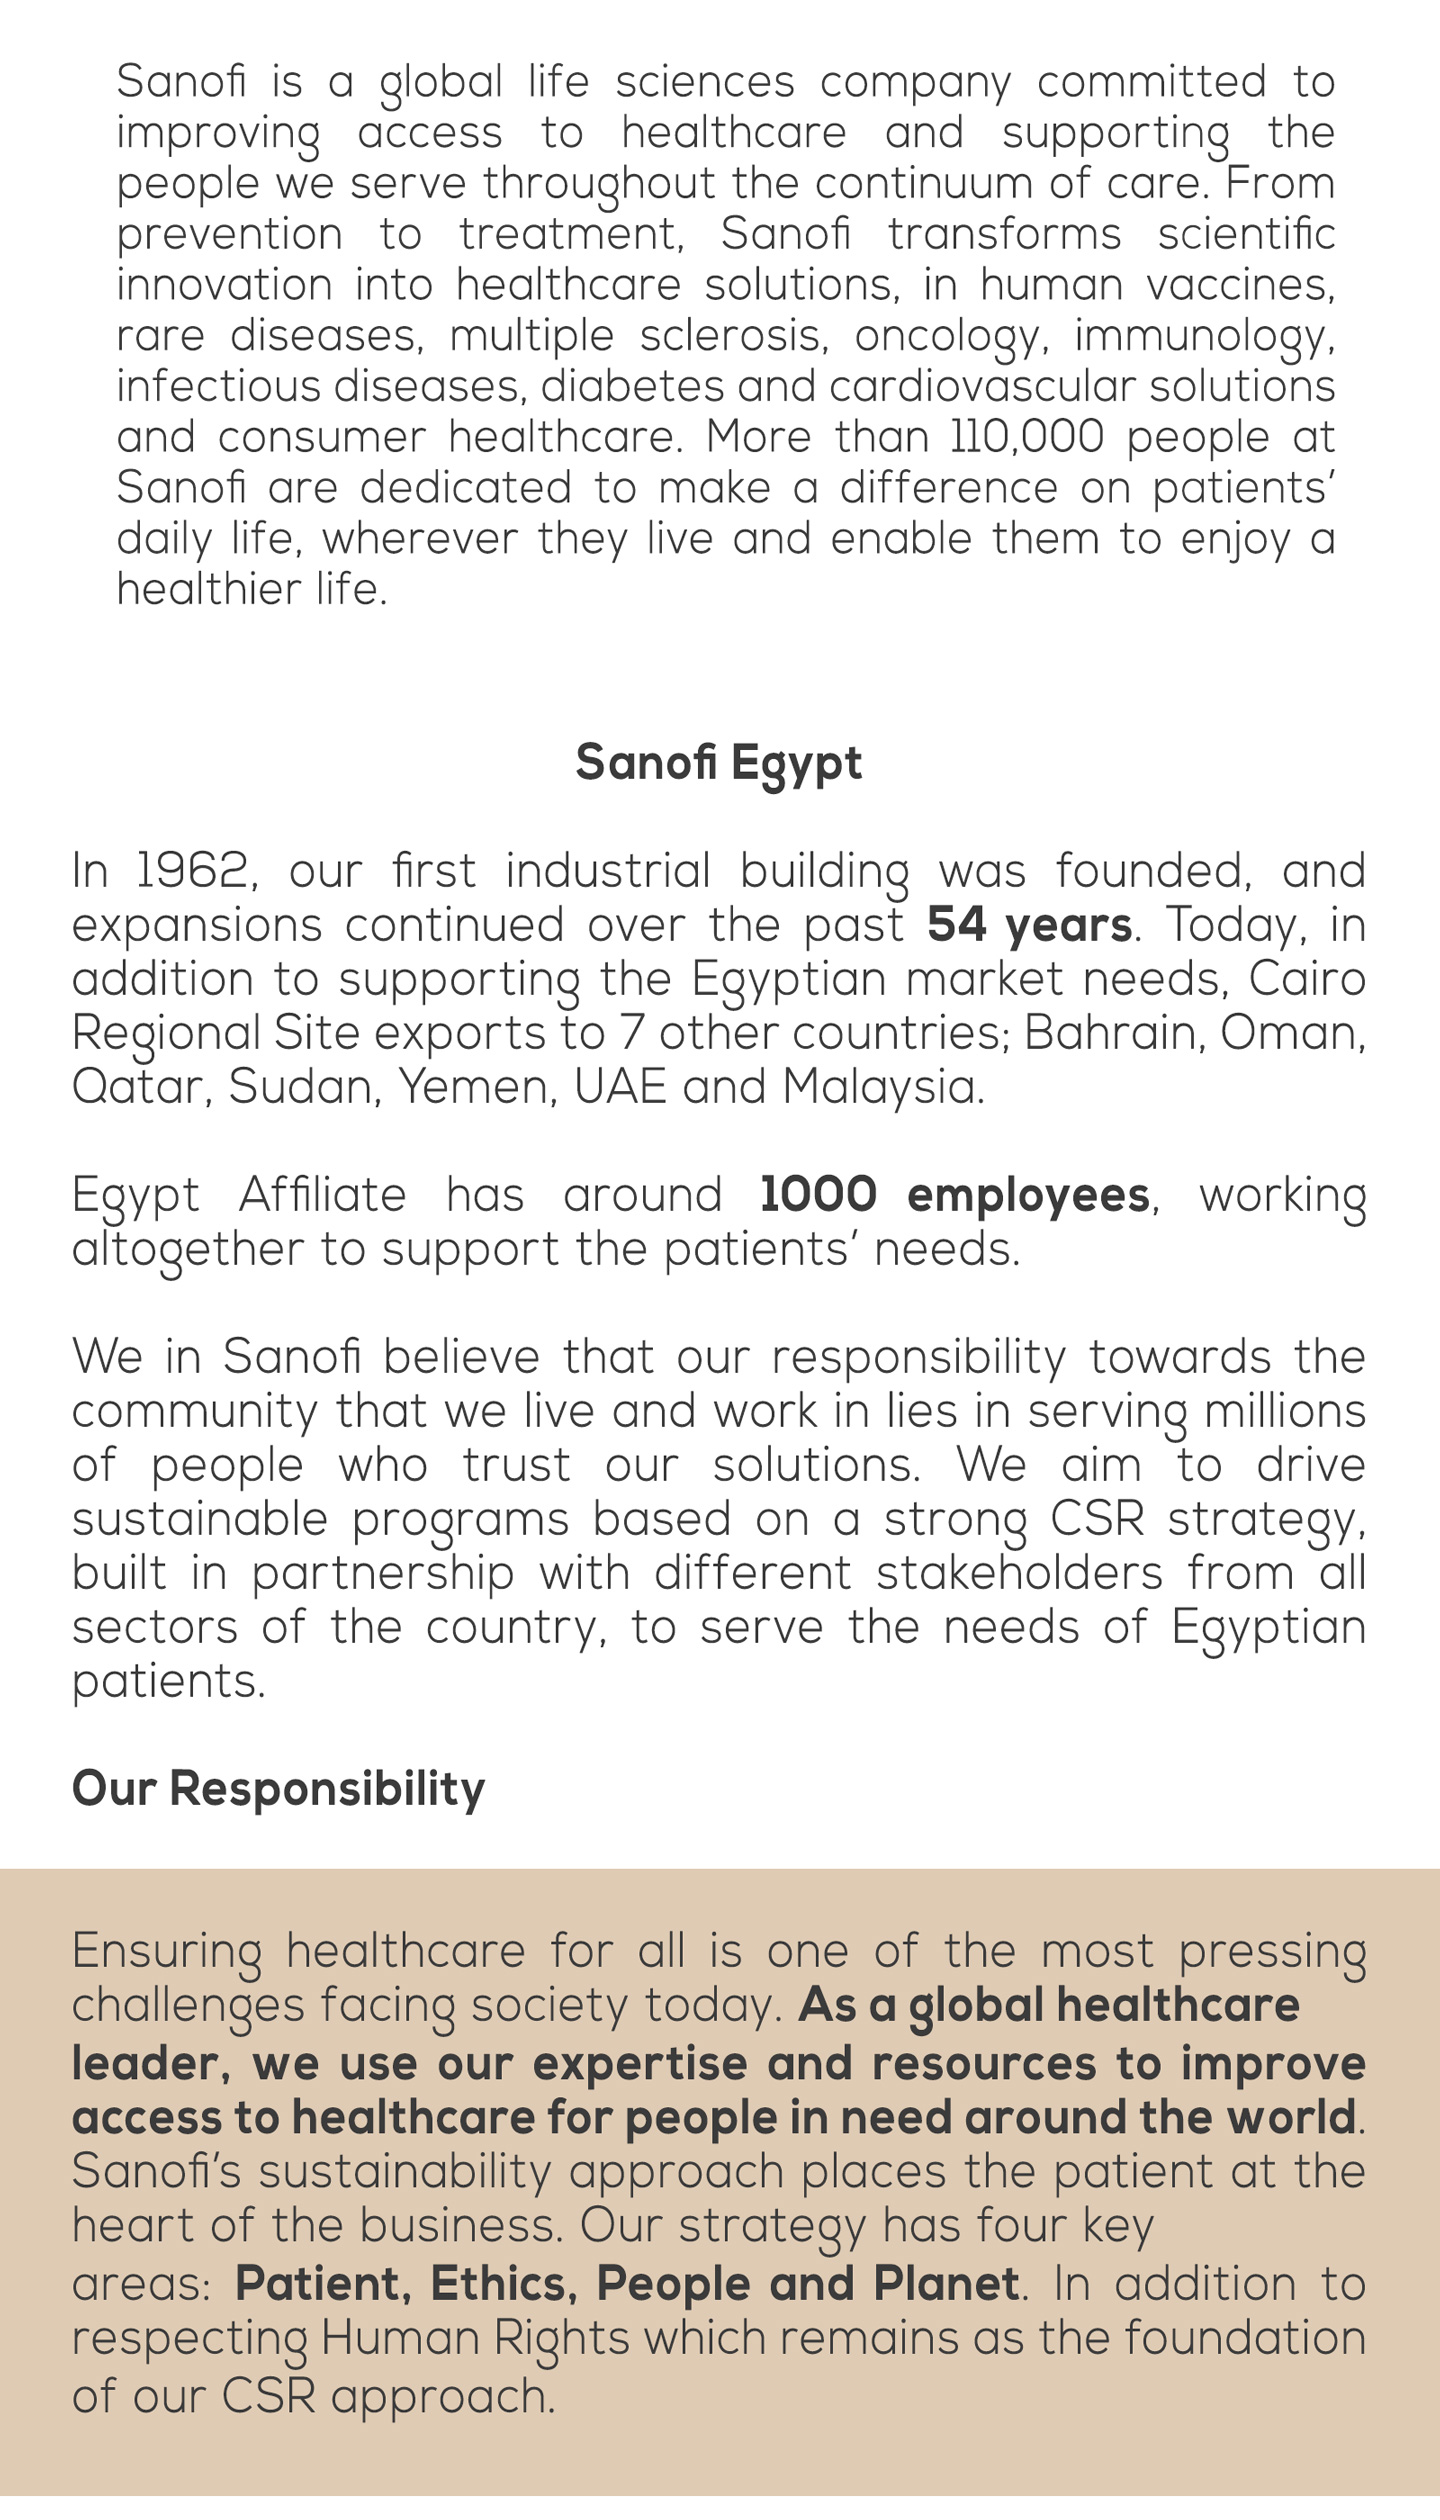 Sanofi is a global life sciences company committed to
improving access to healthcare and supporting the
people we serve throughout the continuum of care. From
prevention to treatment, Sanofi transforms scientific
innovation into healthcare solutions, in human vaccines,
rare diseases, multiple sclerosis, oncology, immunology,
infectious diseases, diabetes and cardiovascular solutions
and consumer healthcare. More than 110,000 people at
Sanofi are dedicated to make a difference on patients’
daily life, wherever they live and enable them to enjoy a
healthier life.
Sanofi Egypt
In 1962, our first industrial building was founded, and
expansions continued over the past 54 years. Today, in
addition to supporting the Egyptian market needs, Cairo
Regional Site exports to 7 other countries; Bahrain, Oman,
Qatar, Sudan, Yemen, UAE and Malaysia.
Egypt Affiliate has around 1000 employees, working
altogether to support the patients’ needs.
We in Sanofi believe that our responsibility towards the
community that we live and work in lies in serving millions
of people who trust our solutions. We aim to drive
sustainable programs based on a strong CSR strategy,
built in partnership with different stakeholders from all
sectors of the country, to serve the needs of Egyptian
patients.
Our Responsibility
Ensuring healthcare for all is one of the most pressing
challenges facing society today. As a global healthcare
leader, we use our expertise and resources to improve
access to healthcare for people in need around the world.
Sanofi’s sustainability approach places the patient at the
heart of the business. Our strategy has four key
areas: Patient, Ethics, People and Planet. In addition to
respecting Human Rights which remains as the foundation
of our CSR approach.